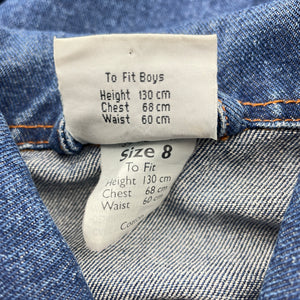 To Fit Boys
Height 130 cm
Chest 68 cm
Waist 60 cm
Size 8
To Fit
Height 130 cm
Chest 68 cm
Waist 60 cm